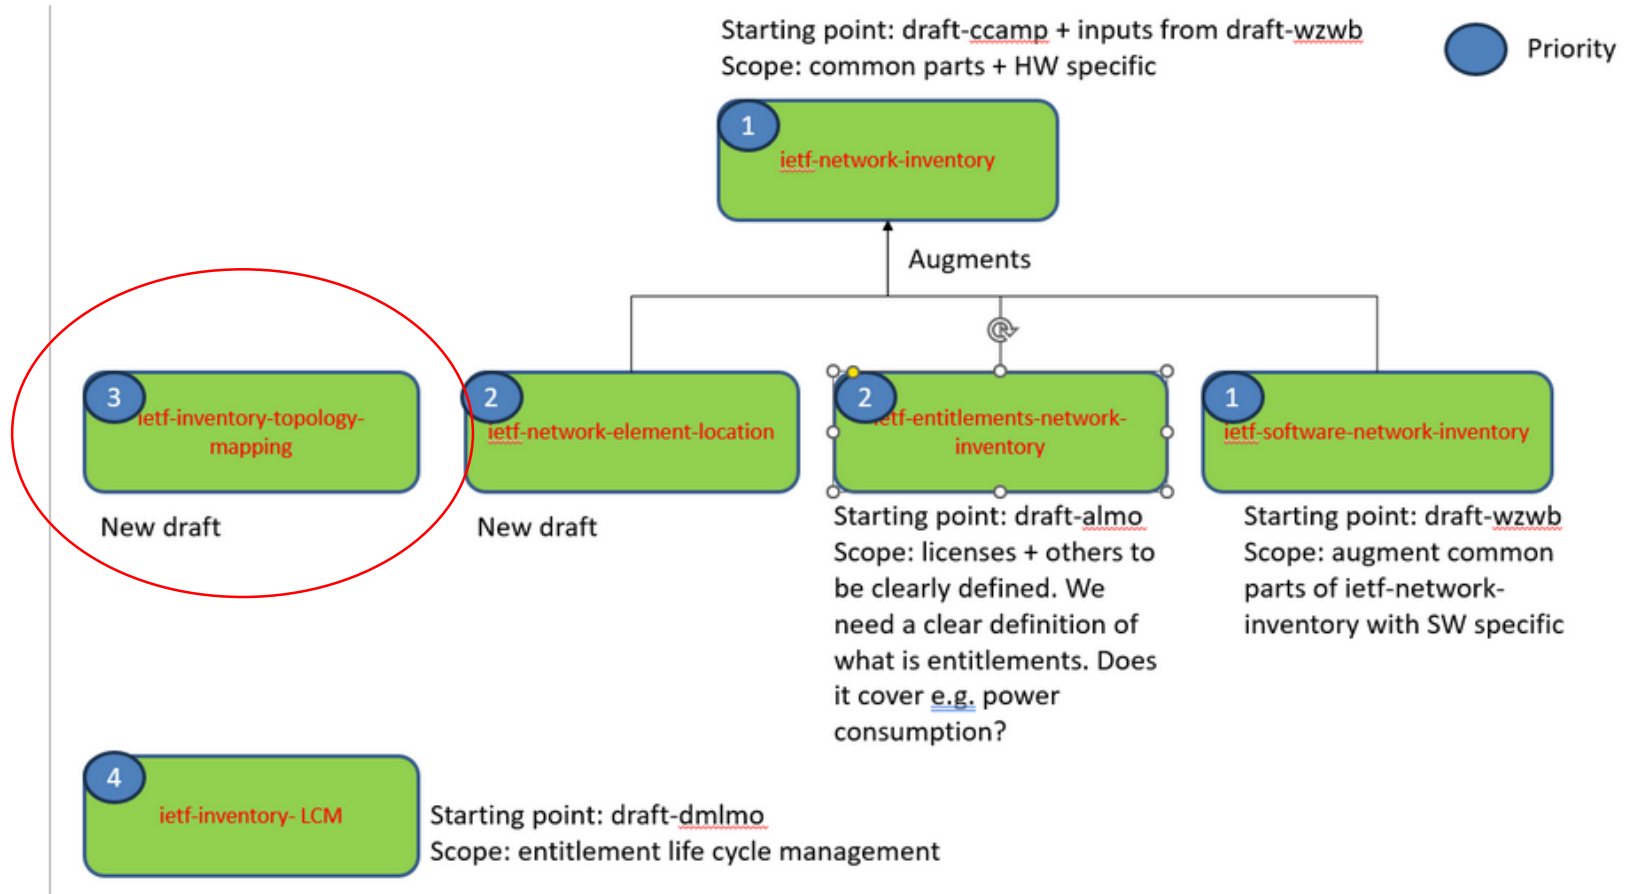 Starting point: draft-ccamp + inputs from draft-wzwb
Scope: common parts + HW specific
Priority
1
ietf-network-inventory
Augments
3
ietf-inventory-topology-
mapping
New draft
2
ietf-network-element-location
New draft
2
ietf-entitlements-network-
inventory
Starting point: draft-almo
Scope: licenses + others to
be clearly defined. We
need a clear definition of
what is entitlements. Does
it cover e.g. power
consumption?
1
ietf-software-network-inventory
Starting point: draft-wzwb
Scope: augment common
parts of ietf-network-
inventory with SW specific
4
ietf-inventory- LCM
Starting point: draft-dmlmo
Scope: entitlement life cycle management